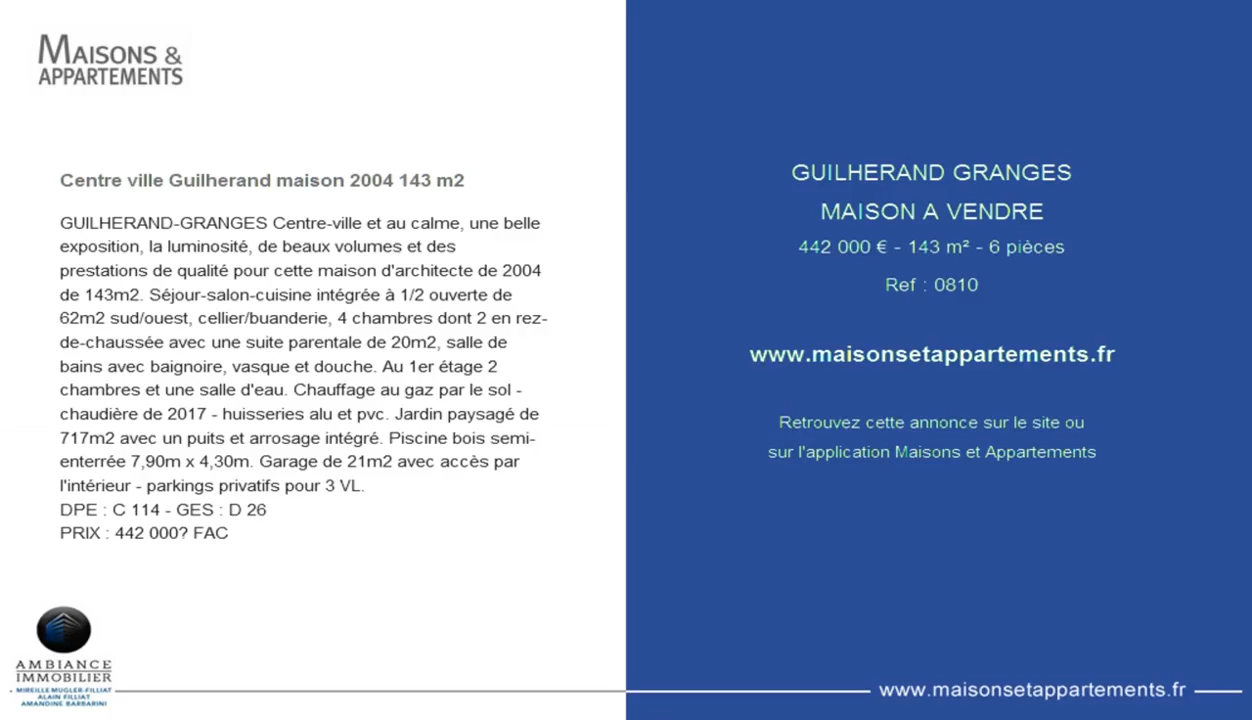 MAISONS &
APPARTEMENTS
Centre ville Guilherand maison 2004 143 m2
GUILHERAND-GRANGES Centre-ville et au calme, une belle
exposition, la luminosité, de beaux volumes et des
prestations de qualité pour cette maison d'architecte de 2004
de 143m2. Séjour-salon-cuisine intégrée à 1/2 ouverte de
62m2 sud/ouest, cellier/buanderie, 4 chambres dont 2 en rez-
de-chaussée avec une suite parentale de 20m2, salle de
bains avec baignoire, vasque et douche. Au 1er étage 2
chambres et une salle d'eau. Chauffage au gaz par le sol -
chaudière de 2017 - huisseries alu et pvc. Jardin paysagé de
717m2 avec un puits et arrosage intégré. Piscine bois semi-
enterrée 7,90m x 4,30m. Garage de 21m2 avec accès par
l'intérieur - parkings privatifs pour 3 VL.
DPE : C 114 - GES : D 26
PRIX : 442 000? FAC
AMBIANCE
IMMOBILIER
MIREILLE MUGLER-FILLIAT
ALAIN FILLIAT
AMANDINE BARBARINI
GUILHERAND GRANGES
MAISON A VENDRE
442 000 € - 143 m² - 6 pièces
Ref : 0810
www.maisonsetappartements.fr
Retrouvez cette annonce sur le site ou
sur l'application Maisons et Appartements
www.maisonsetappartements.fr